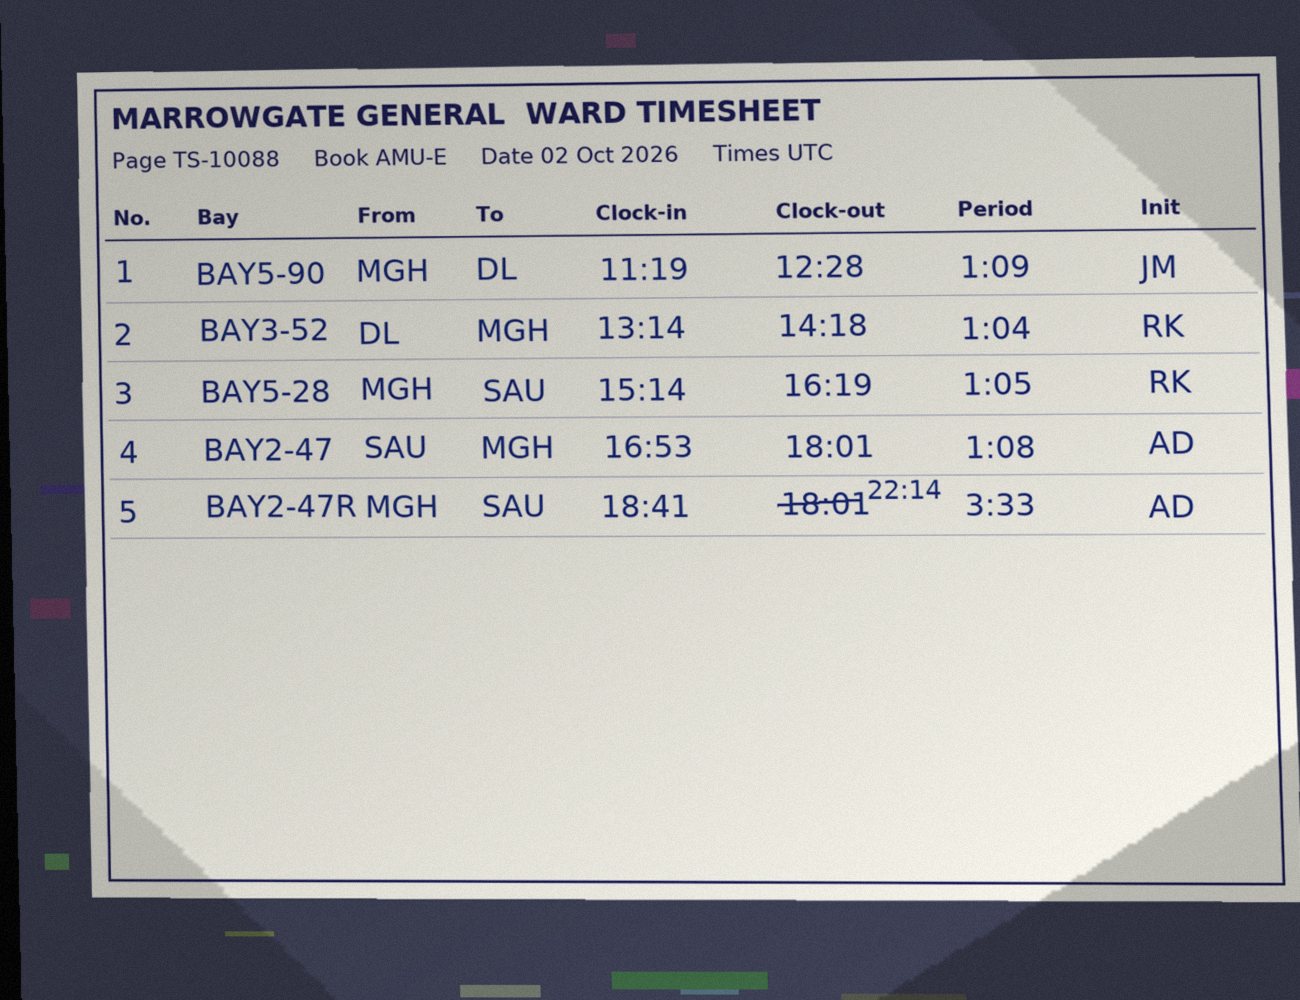 MARROWGATE GENERAL WARD TIMESHEET
Page TS-10088 Book AMU-E Date 02 Oct 2026 Times UTC
No. Bay From To Clock-in Clock-out Period Init
1 BAY5-90 MGH DL 11:19 12:28 1:09 JM
2 BAY3-52 DL MGH 13:14 14:18 1:04 RK
3 BAY5-28 MGH SAU 15:14 16:19 1:05 RK
4 BAY2-47 SAU MGH 16:53 18:01 1:08 AD
5 BAY2-47R MGH SAU 18:41 18:01 22:14 3:33 AD